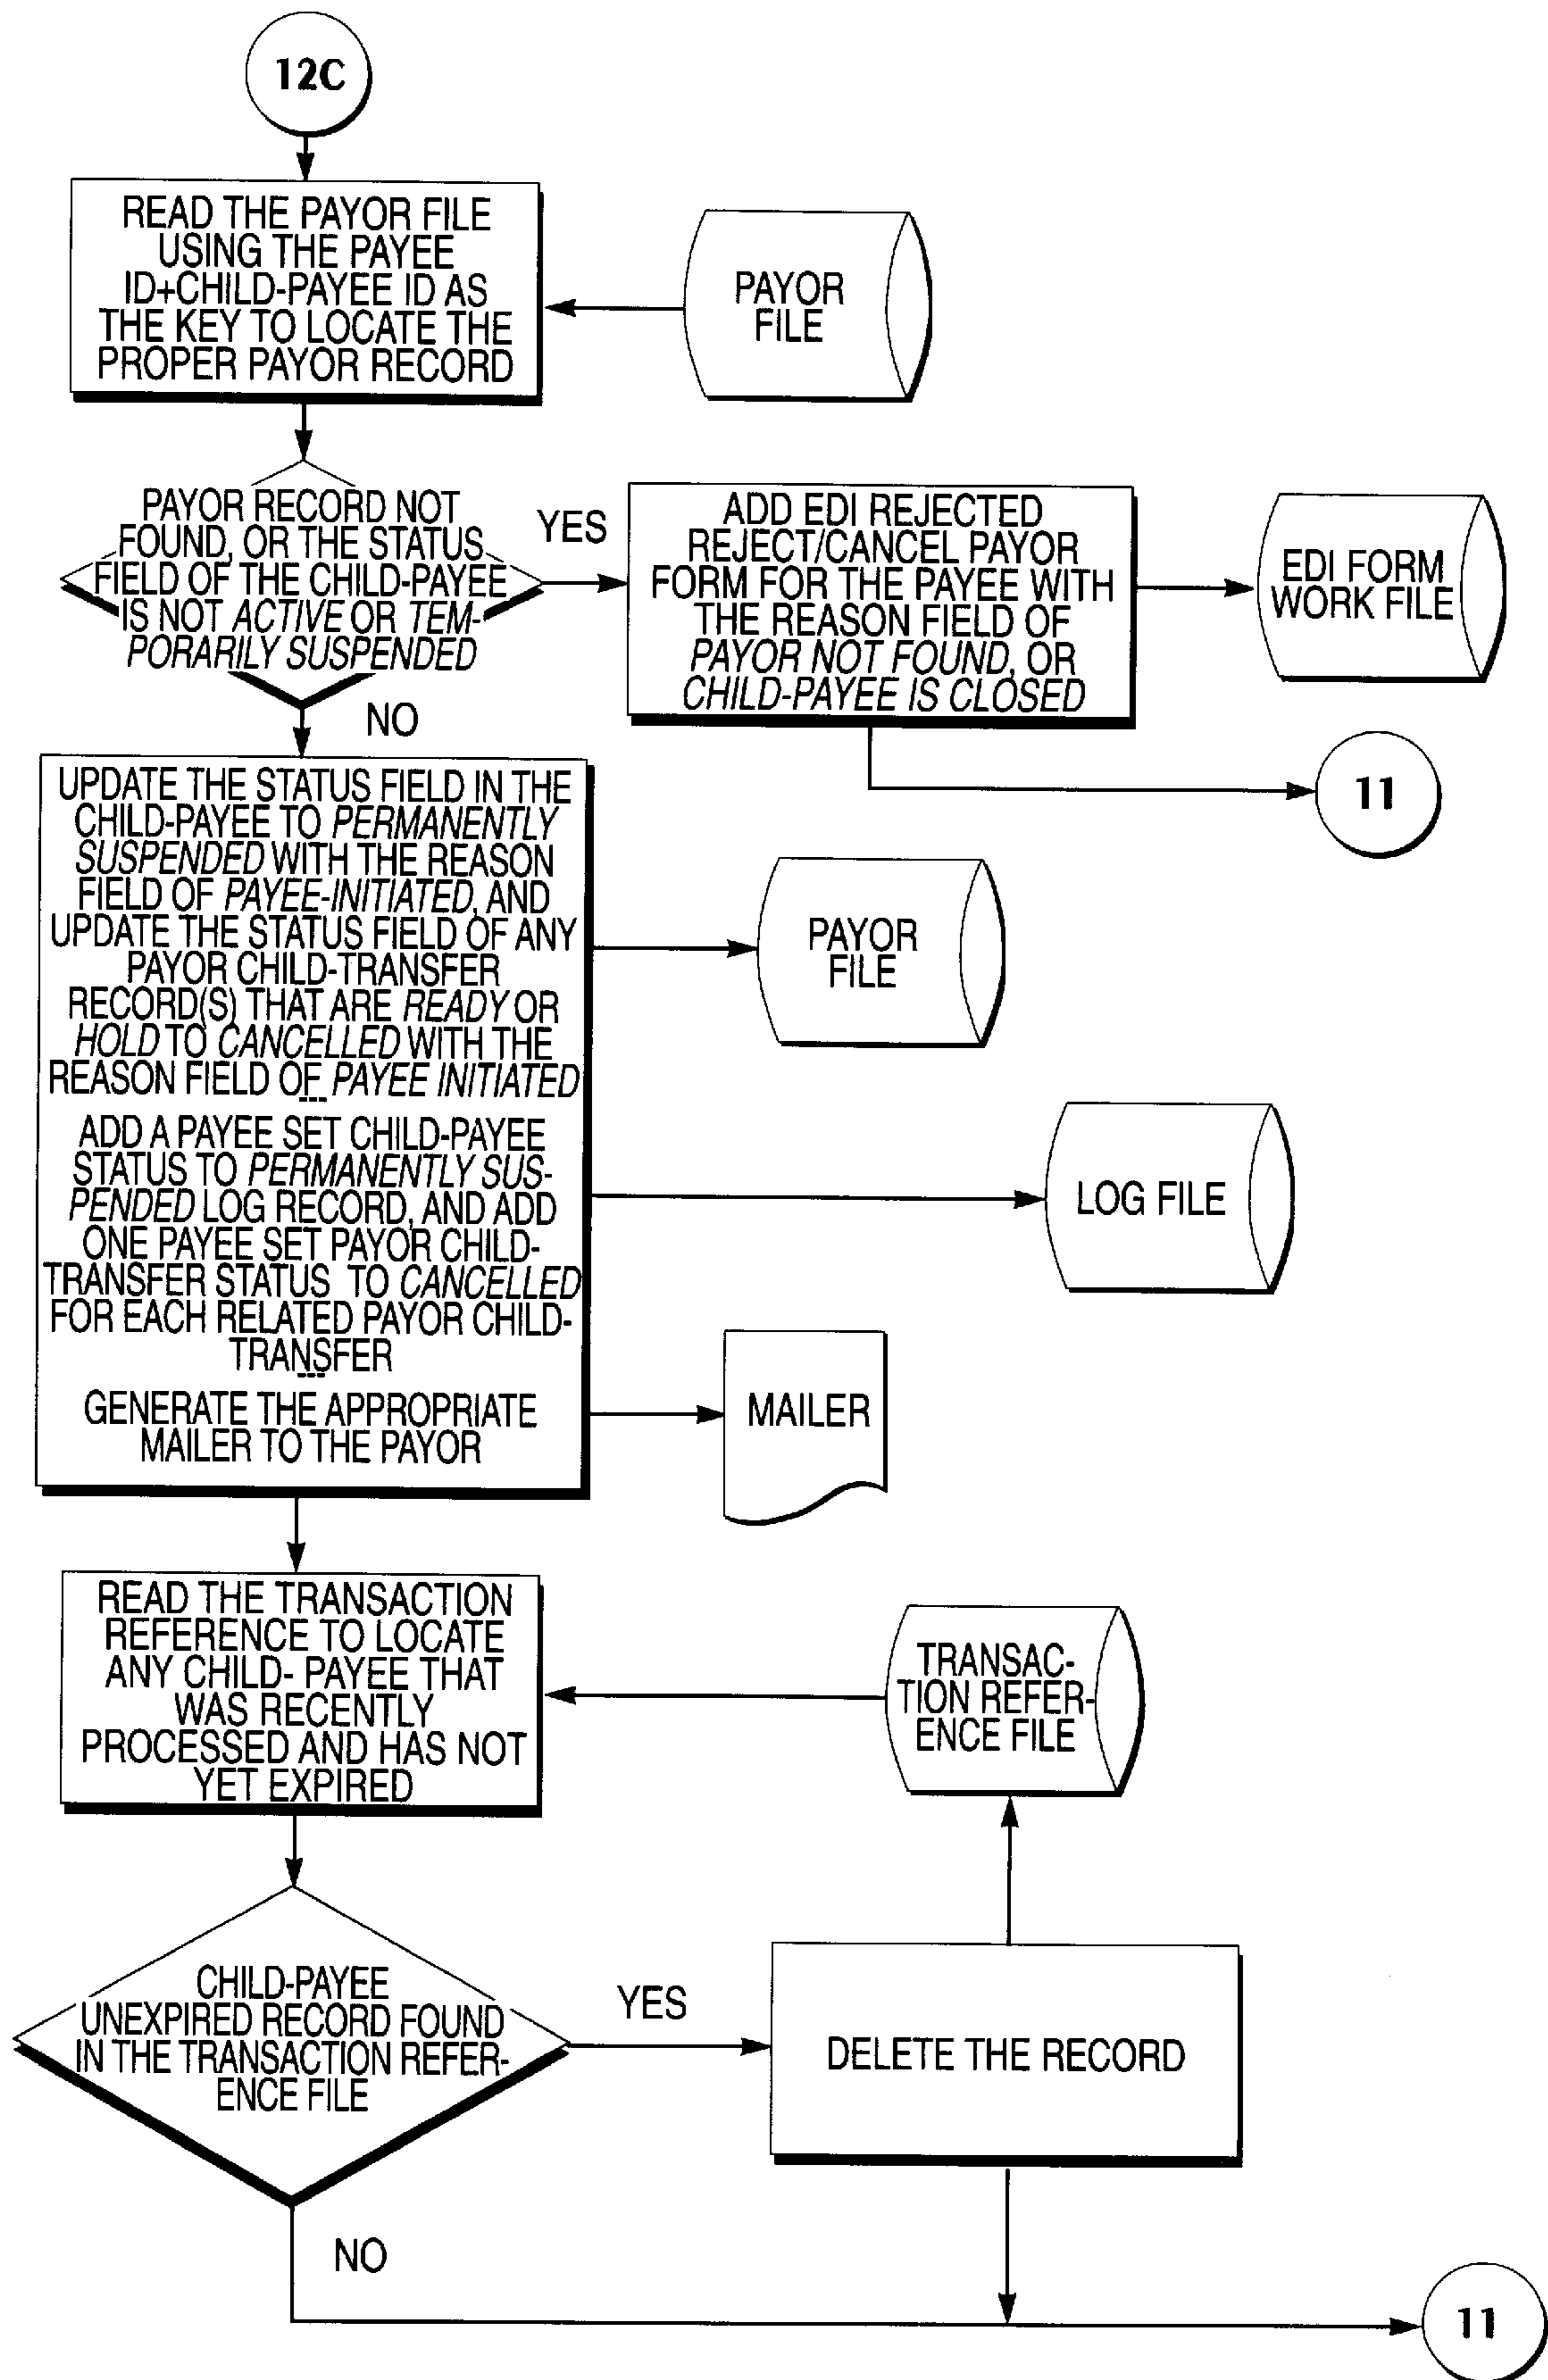 12C
READ THE PAYOR FILE
USING THE PAYEE
ID+CHILD-PAYEE ID AS
THE KEY TO LOCATE THE
PROPER PAYOR RECORD
PAYOR
FILE
PAYOR RECORD NOT
FOUND, OR THE STATUS
FIELD OF THE CHILD-PAYEE
IS NOT ACTIVE OR TEM-
PORARILY SUSPENDED
YES
ADD EDI REJECTED
REJECT/CANCEL PAYOR
FORM FOR THE PAYEE WITH
THE REASON FIELD OF
PAYOR NOT FOUND, OR
CHILD-PAYEE IS CLOSED
EDI FORM
WORK FILE
NO
11
UPDATE THE STATUS FIELD IN THE
CHILD-PAYEE TO PERMANENTLY
SUSPENDED WITH THE REASON
FIELD OF PAYEE-INITIATED, AND
UPDATE THE STATUS FIELD OF ANY
PAYOR CHILD-TRANSFER
RECORD(S) THAT ARE READY OR
HOLD TO CANCELLED WITH THE
REASON FIELD OF PAYEE INITIATED
---
ADD A PAYEE SET CHILD-PAYEE
STATUS TO PERMANENTLY SUS-
PENDED LOG RECORD, AND ADD
ONE PAYEE SET PAYOR CHILD-
TRANSFER STATUS TO CANCELLED
FOR EACH RELATED PAYOR CHILD-
TRANSFER
---
GENERATE THE APPROPRIATE
MAILER TO THE PAYOR
PAYOR
FILE
LOG FILE
MAILER
READ THE TRANSACTION
REFERENCE TO LOCATE
ANY CHILD- PAYEE THAT
WAS RECENTLY
PROCESSED AND HAS NOT
YET EXPIRED
TRANSAC-
TION REFER-
ENCE FILE
CHILD-PAYEE
UNEXPIRED RECORD FOUND
IN THE TRANSACTION REFER-
ENCE FILE
YES
DELETE THE RECORD
NO
11